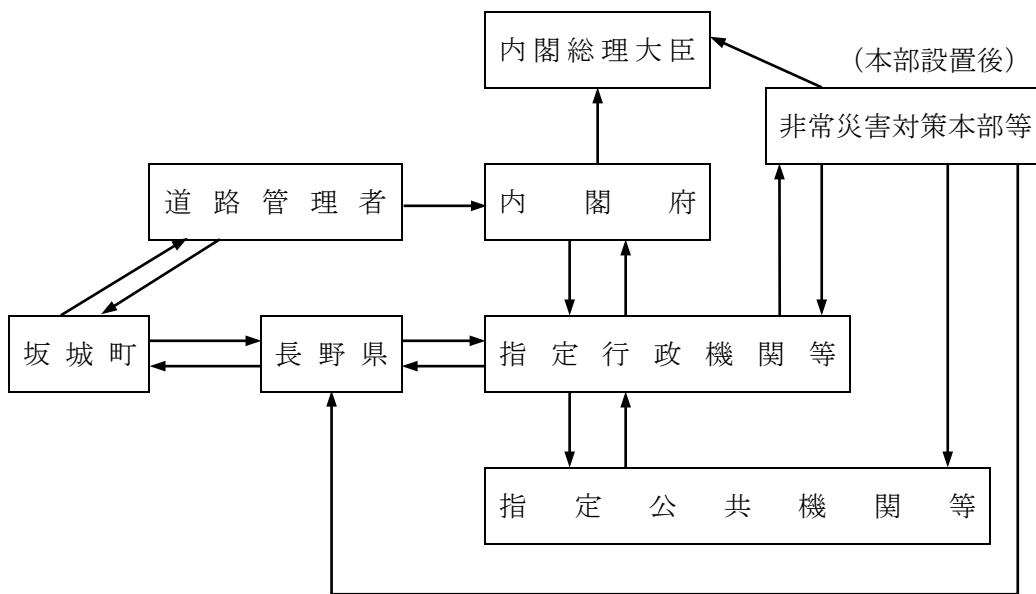 内閣総理大臣
（本部設置後）
非常災害対策本部等
道路管理者
内閣府
坂城町
長野県
指定行政機関等
指定公共機関等